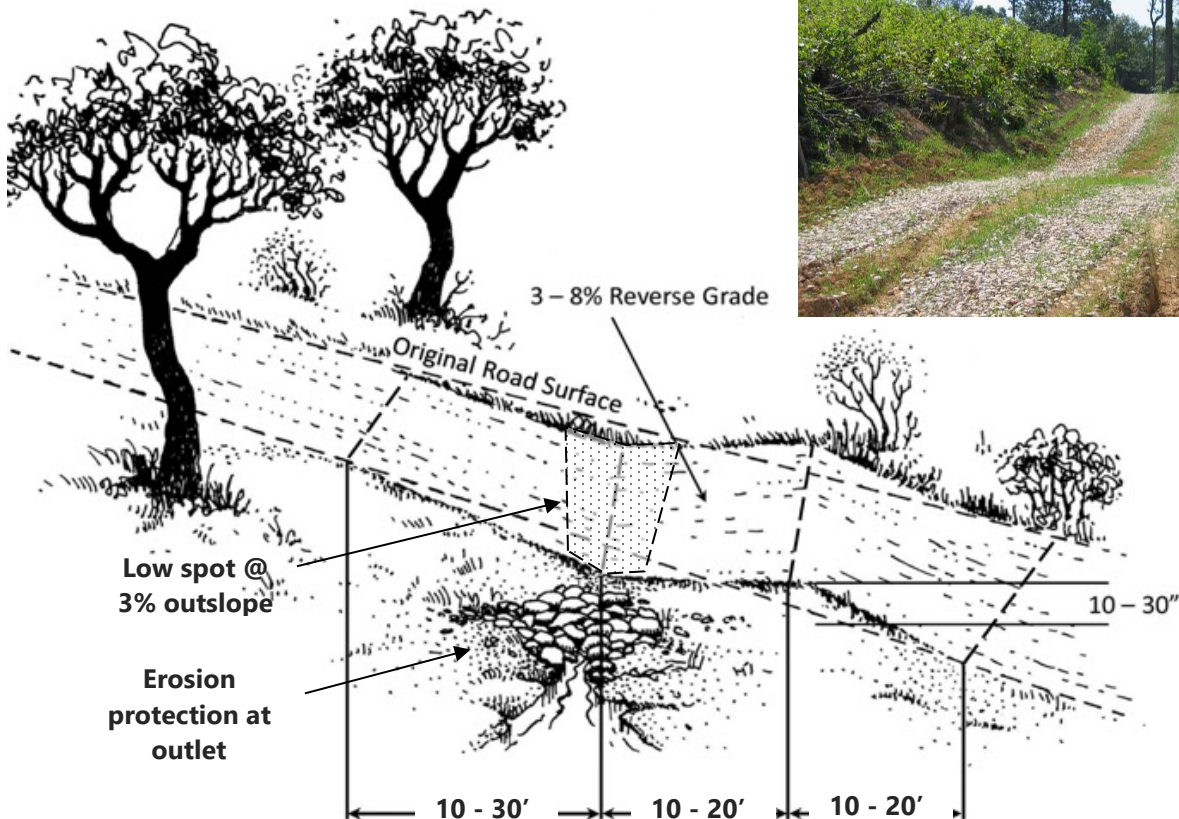 3 – 8% Reverse Grade
Original Road Surface
Low spot @
3% outslope
10 – 30"
Erosion
protection at
outlet
10 - 30'
10 - 20'
10 - 20'